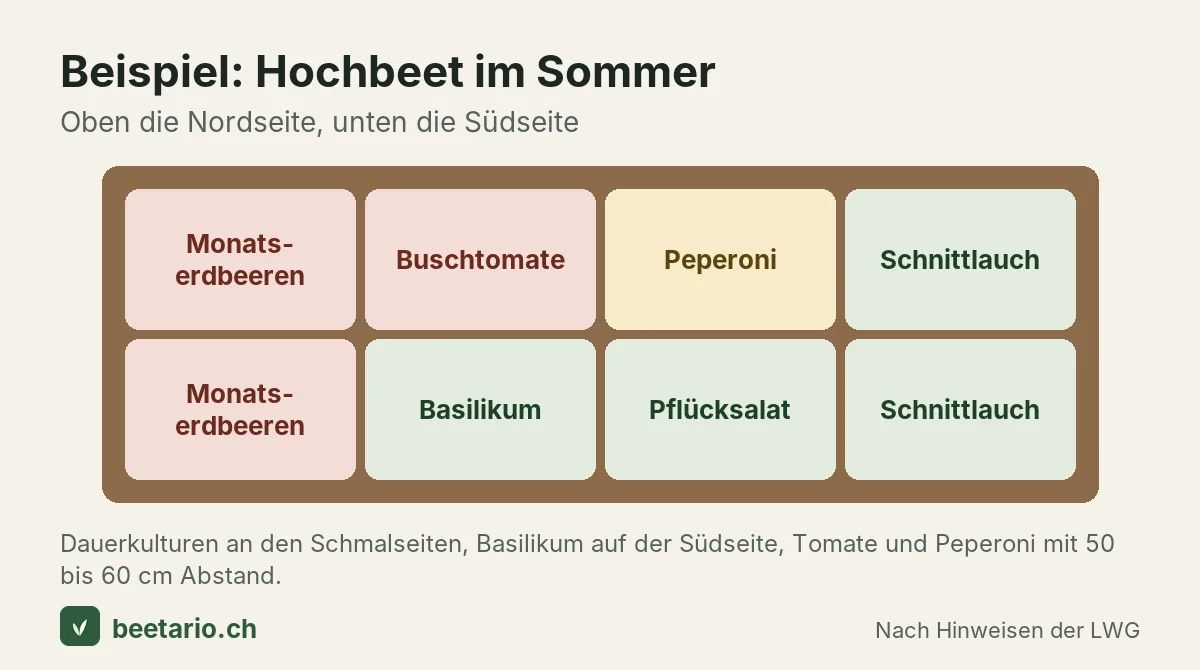 Beispiel: Hochbeet im Sommer
Oben die Nordseite, unten die Südseite
Monats-
erdbeeren
Buschtomate
Peperoni
Schnittlauch
Monats-
erdbeeren
Basilikum
Pflücksalat
Schnittlauch
Dauerkulturen an den Schmalseiten, Basilikum auf der Südseite, Tomate und Peperoni mit 50
bis 60 cm Abstand.
beetario.ch
Nach Hinweisen der LWG